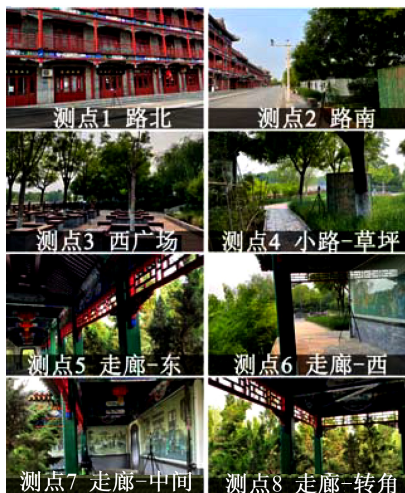 测点1 路北
测点2 路南
测点3 西广场
测点4 小路-草坪
测点5 走廊-东
测点6 走廊-西
测点7 走廊-中间
测点8 走廊-转角